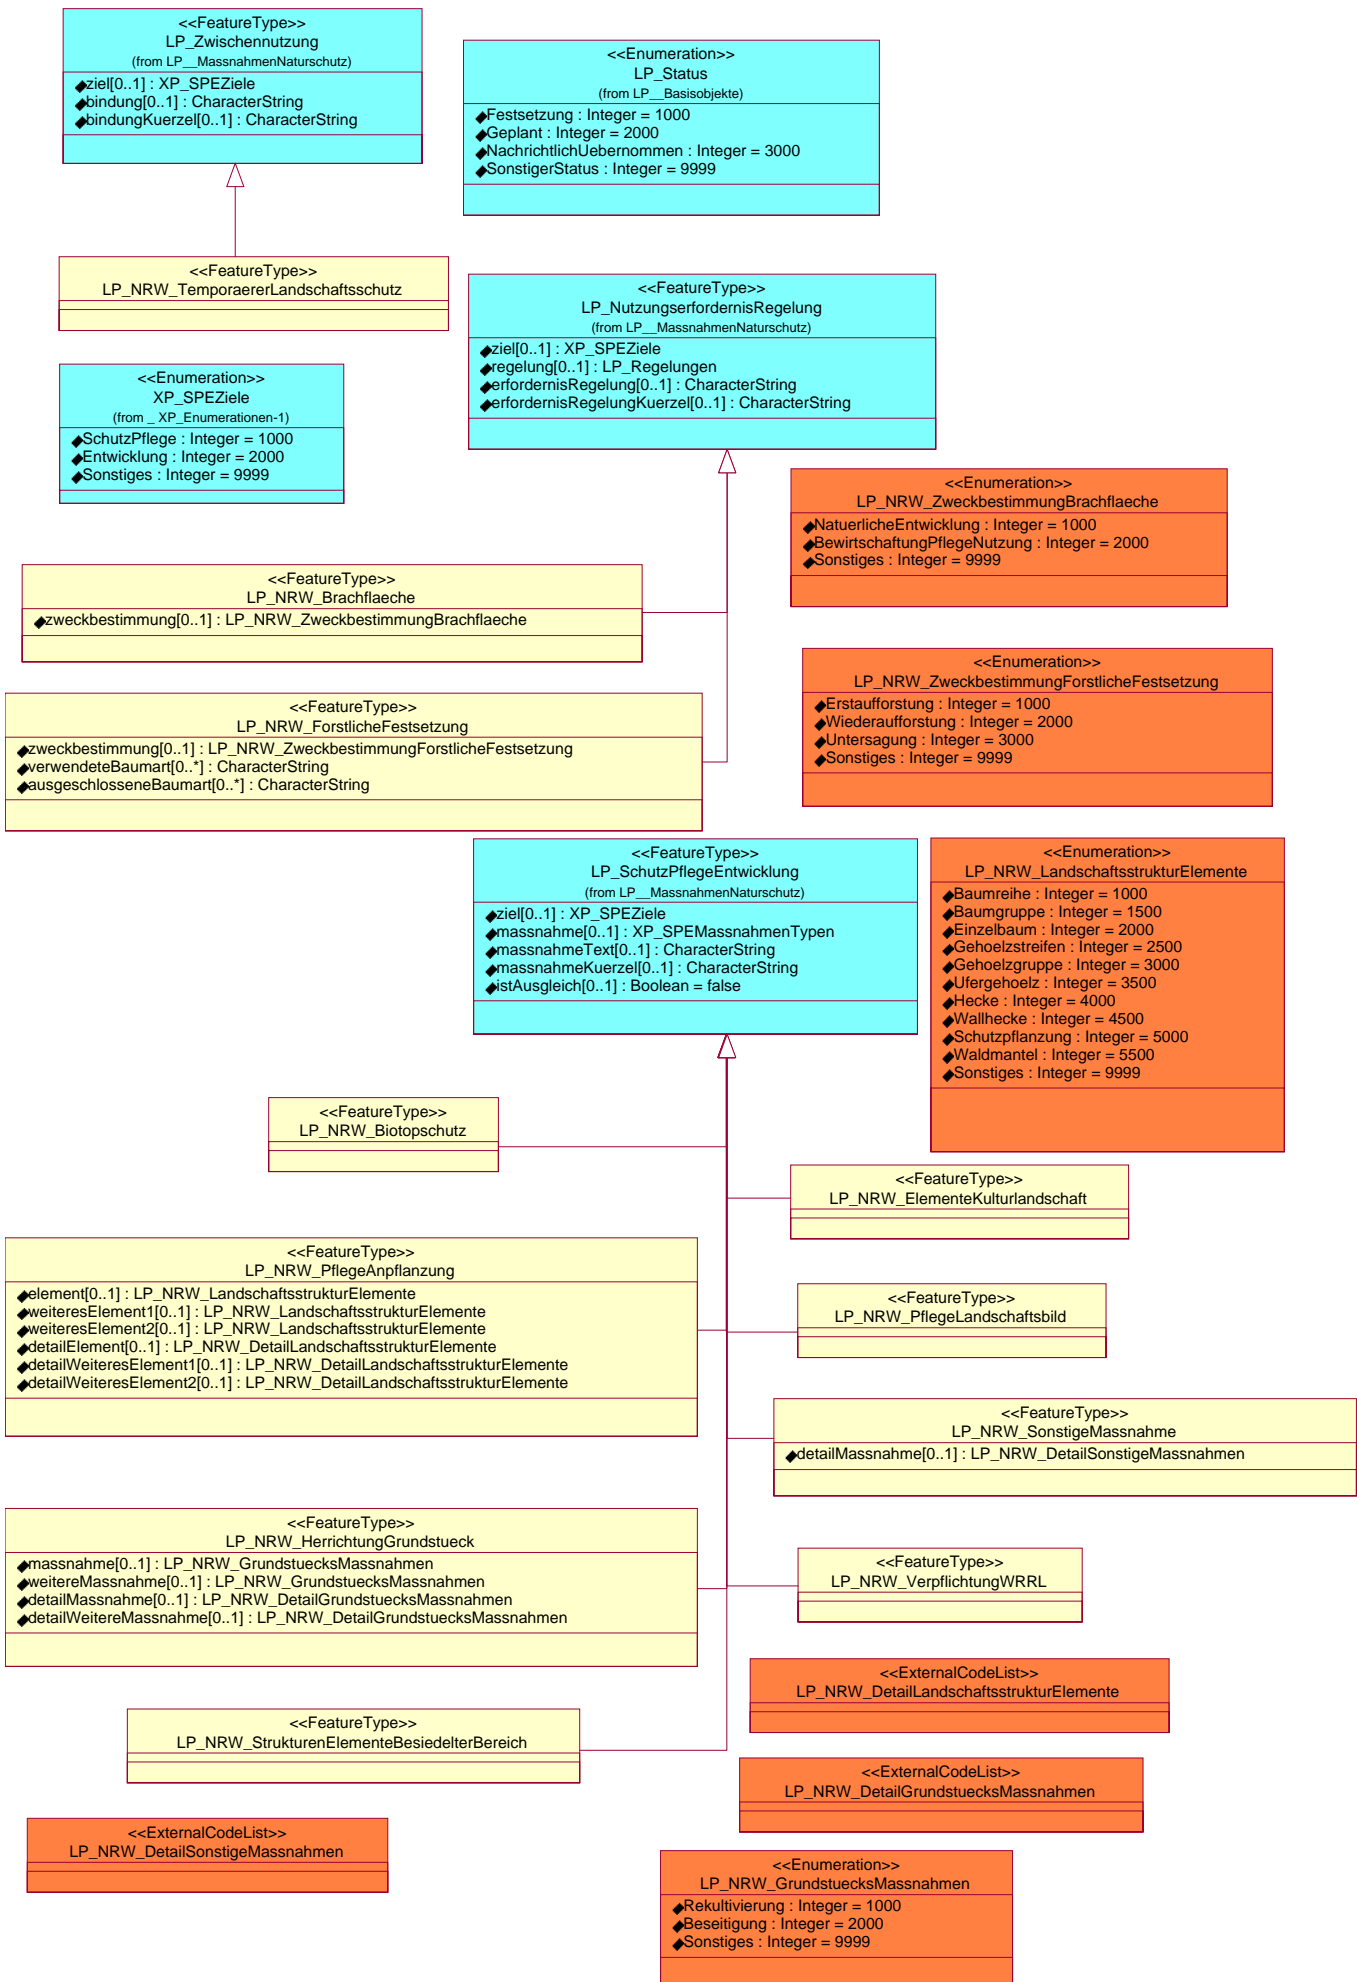 <<FeatureType>>
LP_Zwischennutzung
(from LP__MassnahmenNaturschutz)
ziel[0..1] : XP_SPEZiele
bindung[0..1] : CharacterString
bindungKuerzel[0..1] : CharacterString
<<Enumeration>>
LP_Status
(from LP__Basisobjekte)
Festsetzung : Integer = 1000
Geplant : Integer = 2000
NachrichtlichUebernommen : Integer = 3000
SonstigerStatus : Integer = 9999
<<FeatureType>>
LP_NRW_TemporaererLandschaftsschutz
<<FeatureType>>
LP_NutzungserfordernisRegelung
(from LP__MassnahmenNaturschutz)
ziel[0..1] : XP_SPEZiele
regelung[0..1] : LP_Regelungen
erfordernisRegelung[0..1] : CharacterString
erfordernisRegelungKuerzel[0..1] : CharacterString
<<Enumeration>>
XP_SPEZiele
(from _ XP_Enumerationen-1)
SchutzPflege : Integer = 1000
Entwicklung : Integer = 2000
Sonstiges : Integer = 9999
<<Enumeration>>
LP_NRW_ZweckbestimmungBrachflaeche
NatuerlicheEntwicklung : Integer = 1000
BewirtschaftungPflegeNutzung : Integer = 2000
Sonstiges : Integer = 9999
<<FeatureType>>
LP_NRW_Brachflaeche
zweckbestimmung[0..1] : LP_NRW_ZweckbestimmungBrachflaeche
<<Enumeration>>
LP_NRW_ZweckbestimmungForstlicheFestsetzung
Erstaufforstung : Integer = 1000
Wiederaufforstung : Integer = 2000
Untersagung : Integer = 3000
Sonstiges : Integer = 9999
<<FeatureType>>
LP_NRW_ForstlicheFestsetzung
zweckbestimmung[0..1] : LP_NRW_ZweckbestimmungForstlicheFestsetzung
verwendeteBaumart[0..*] : CharacterString
ausgeschlosseneBaumart[0..*] : CharacterString
<<FeatureType>>
LP_SchutzPflegeEntwicklung
(from LP__MassnahmenNaturschutz)
ziel[0..1] : XP_SPEZiele
massnahme[0..1] : XP_SPEMassnahmenTypen
massnahmeText[0..1] : CharacterString
massnahmeKuerzel[0..1] : CharacterString
istAusgleich[0..1] : Boolean = false
<<Enumeration>>
LP_NRW_LandschaftsstrukturElemente
Baumreihe : Integer = 1000
Baumgruppe : Integer = 1500
Einzelbaum : Integer = 2000
Gehoelzstreifen : Integer = 2500
Gehoelzgruppe : Integer = 3000
Ufergehoelz : Integer = 3500
Hecke : Integer = 4000
Wallhecke : Integer = 4500
Schutzpflanzung : Integer = 5000
Waldmantel : Integer = 5500
Sonstiges : Integer = 9999
<<FeatureType>>
LP_NRW_Biotopschutz
<<FeatureType>>
LP_NRW_ElementeKulturlandschaft
<<FeatureType>>
LP_NRW_PflegeAnpflanzung
element[0..1] : LP_NRW_LandschaftsstrukturElemente
weiteresElement1[0..1] : LP_NRW_LandschaftsstrukturElemente
weiteresElement2[0..1] : LP_NRW_LandschaftsstrukturElemente
detailElement[0..1] : LP_NRW_DetailLandschaftsstrukturElemente
detailWeiteresElement1[0..1] : LP_NRW_DetailLandschaftsstrukturElemente
detailWeiteresElement2[0..1] : LP_NRW_DetailLandschaftsstrukturElemente
<<FeatureType>>
LP_NRW_PflegeLandschaftsbild
<<FeatureType>>
LP_NRW_SonstigeMassnahme
detailMassnahme[0..1] : LP_NRW_DetailSonstigeMassnahmen
<<FeatureType>>
LP_NRW_HerrichtungGrundstueck
massnahme[0..1] : LP_NRW_GrundstuecksMassnahmen
weitereMassnahme[0..1] : LP_NRW_GrundstuecksMassnahmen
detailMassnahme[0..1] : LP_NRW_DetailGrundstuecksMassnahmen
detailWeitereMassnahme[0..1] : LP_NRW_DetailGrundstuecksMassnahmen
<<FeatureType>>
LP_NRW_VerpflichtungWRRL
<<ExternalCodeList>>
LP_NRW_DetailLandschaftsstrukturElemente
<<FeatureType>>
LP_NRW_StrukturenElementeBesiedelterBereich
<<ExternalCodeList>>
LP_NRW_DetailGrundstuecksMassnahmen
<<ExternalCodeList>>
LP_NRW_DetailSonstigeMassnahmen
<<Enumeration>>
LP_NRW_GrundstuecksMassnahmen
Rekultivierung : Integer = 1000
Beseitigung : Integer = 2000
Sonstiges : Integer = 9999